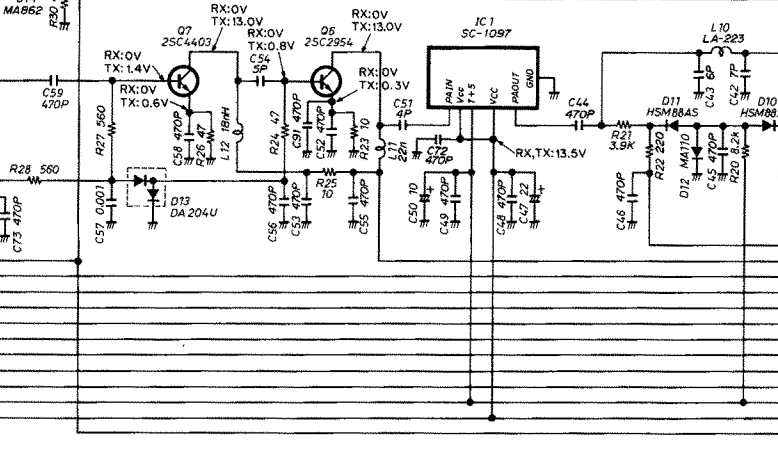 MA862
R30
RX:0V
TX:13.0V
Q7
2SC4403
RX:0V
TX:1.4V
RX:0V
TX:0.6V
C59
470P
R27 560
C58 470P
R26 47
L12 18nH
RX:0V
TX:0.8V
C54
5P
Q6
2SC2954
RX:0V
TX:13.0V
RX:0V
TX:0.3V
R24 47
C91 470P
C52 470P
R23 10
L11 22n
C51
4P
IC1
SC-1097
PAIN
Vcc
T+5
VCC
PAOUT
GND
C72
470P
RX,TX:13.5V
C44
470P
L10
LA-223
C43 6P
C42 7P
R21
3.9K
D11
HSM88AS
D10
HSM88
R22 220
D12 MA110
C45 470P
R20 8.2k
R28 560
C73 470P
C57 0.001
D13
DA204U
C56 470P
C53 470P
R25
10
C55 470P
C50 10
C49 470P
C48 470P
C47 22
C46 470P